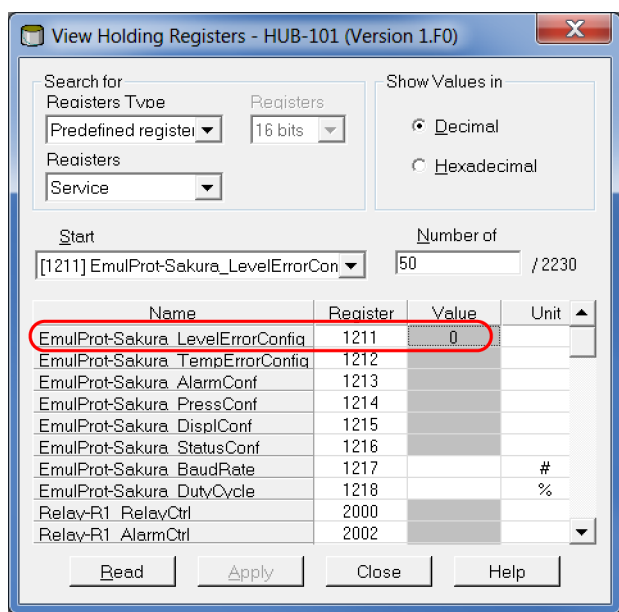 View Holding Registers - HUB-101 (Version 1.F0)
Search for
Registers Type
Registers
Predefined register
16 bits
Registers
Service
Show Values in
Decimal
Hexadecimal
Start
Number of
[1211] EmulProt-Sakura_LevelErrorCon
50
/ 2230
Name Register Value Unit
EmulProt-Sakura_LevelErrorConfig 1211 0
EmulProt-Sakura_TempErrorConfig 1212
EmulProt-Sakura_AlarmConf 1213
EmulProt-Sakura_PressConf 1214
EmulProt-Sakura_DisplConf 1215
EmulProt-Sakura_StatusConf 1216
EmulProt-Sakura_BaudRate 1217 #
EmulProt-Sakura_DutyCycle 1218 %
Relay-R1_RelayCtrl 2000
Relay-R1_AlarmCtrl 2002
Read Apply Close Help